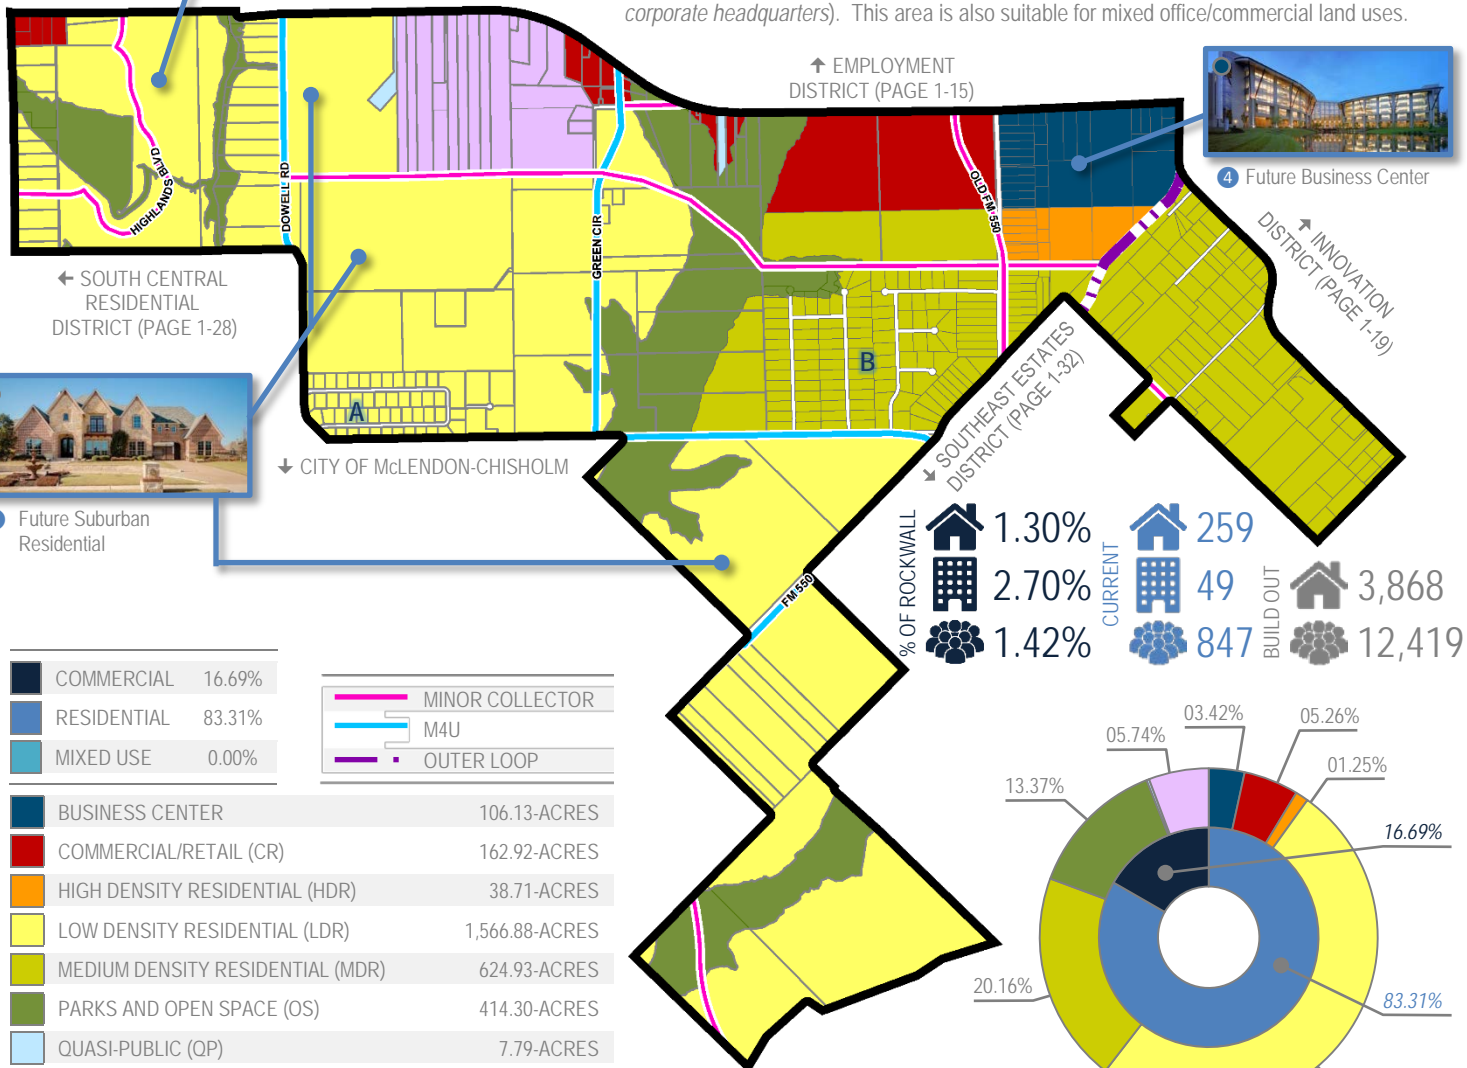 corporate headquarters). This area is also suitable for mixed office/commercial land uses.
↑ EMPLOYMENT
DISTRICT (PAGE 1-15)
4 Future Business Center
↗ INNOVATION
DISTRICT (PAGE 1-19)
HIGHLANDS BLVD
DOWELL RD
GREEN CIR
OLD FM 550
← SOUTH CENTRAL
RESIDENTIAL
DISTRICT (PAGE 1-28)
A
B
↘ SOUTHEAST ESTATES
DISTRICT (PAGE 1-32)
↓ CITY OF McLENDON-CHISHOLM
Future Suburban
Residential
FM 550
% OF ROCKWALL
1.30%
2.70%
1.42%
CURRENT
259
49
847
BUILD OUT
3,868
12,419
COMMERCIAL 16.69%
RESIDENTIAL 83.31%
MIXED USE 0.00%
MINOR COLLECTOR
M4U
OUTER LOOP
BUSINESS CENTER 106.13-ACRES
COMMERCIAL/RETAIL (CR) 162.92-ACRES
HIGH DENSITY RESIDENTIAL (HDR) 38.71-ACRES
LOW DENSITY RESIDENTIAL (LDR) 1,566.88-ACRES
MEDIUM DENSITY RESIDENTIAL (MDR) 624.93-ACRES
PARKS AND OPEN SPACE (OS) 414.30-ACRES
QUASI-PUBLIC (QP) 7.79-ACRES
03.42%
05.26%
05.74%
01.25%
13.37%
16.69%
20.16%
83.31%